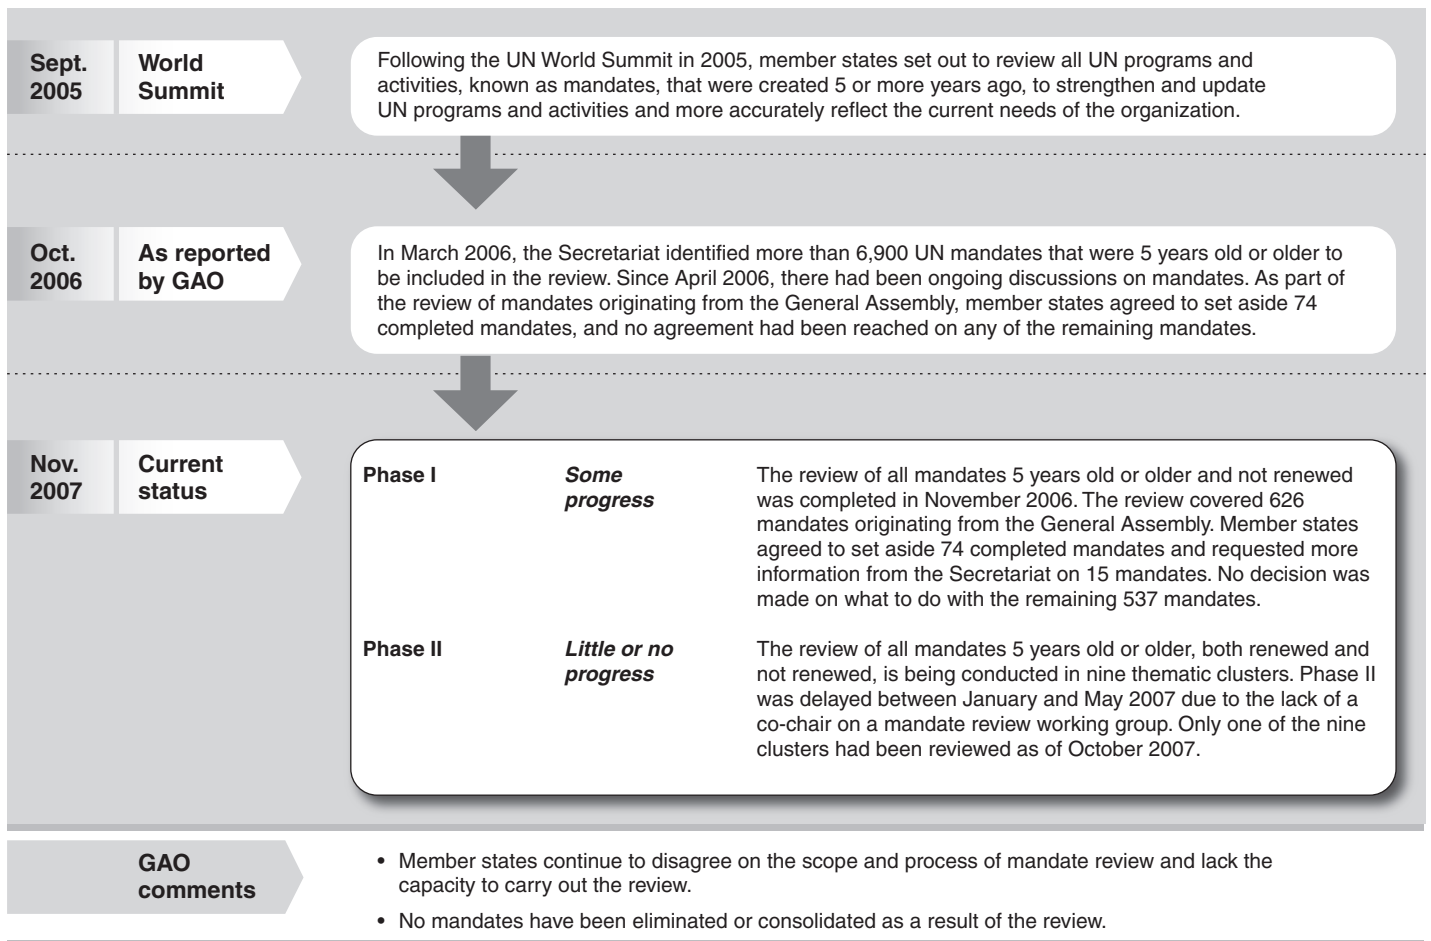 Sept.
2005
World
Summit
Following the UN World Summit in 2005, member states set out to review all UN programs and
activities, known as mandates, that were created 5 or more years ago, to strengthen and update
UN programs and activities and more accurately reflect the current needs of the organization.
Oct.
2006
As reported
by GAO
In March 2006, the Secretariat identified more than 6,900 UN mandates that were 5 years old or older to
be included in the review. Since April 2006, there had been ongoing discussions on mandates. As part of
the review of mandates originating from the General Assembly, member states agreed to set aside 74
completed mandates, and no agreement had been reached on any of the remaining mandates.
Nov.
2007
Current
status
Phase I
Some
progress
The review of all mandates 5 years old or older and not renewed
was completed in November 2006. The review covered 626
mandates originating from the General Assembly. Member states
agreed to set aside 74 completed mandates and requested more
information from the Secretariat on 15 mandates. No decision was
made on what to do with the remaining 537 mandates.
Phase II
Little or no
progress
The review of all mandates 5 years old or older, both renewed and
not renewed, is being conducted in nine thematic clusters. Phase II
was delayed between January and May 2007 due to the lack of a
co-chair on a mandate review working group. Only one of the nine
clusters had been reviewed as of October 2007.
GAO
comments
• Member states continue to disagree on the scope and process of mandate review and lack the
capacity to carry out the review.
• No mandates have been eliminated or consolidated as a result of the review.